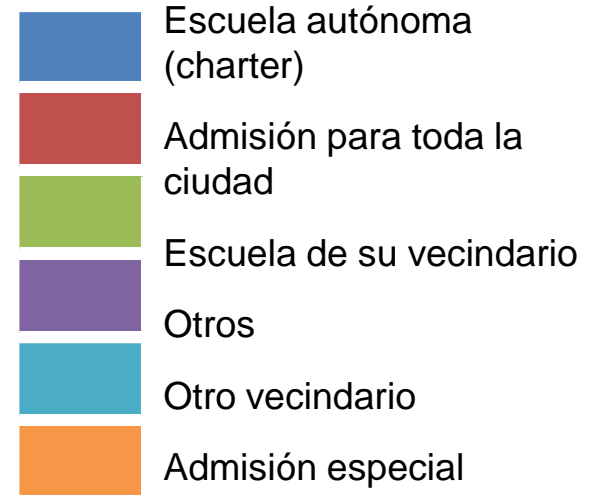 Escuela autónoma
(charter)
Admisión para toda la
ciudad
Escuela de su vecindario
Otros
Otro vecindario
Admisión especial